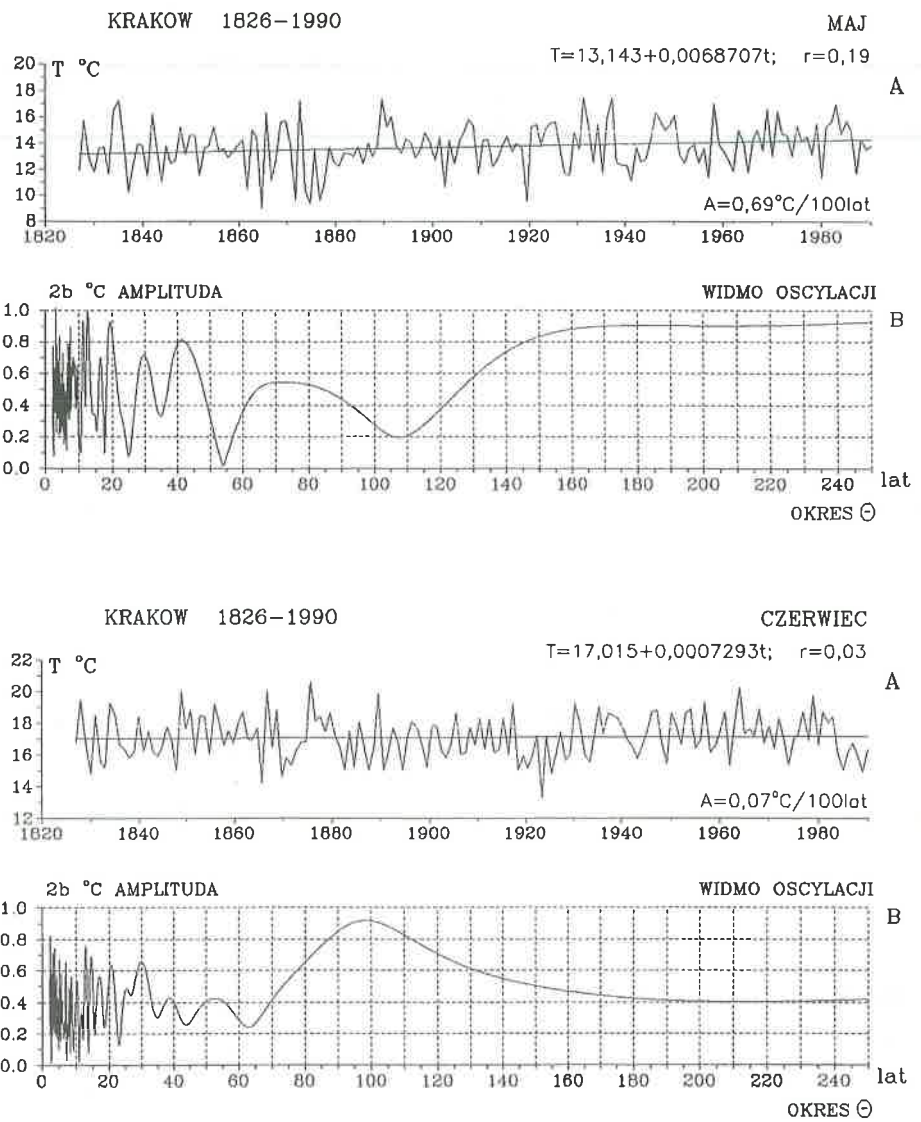 KRAKOW 1826-1990
MAJ
T °C
T=13,143+0,0068707t; r=0,19
A
20
18
16
14
12
10
8
A=0,69°C/100lat
1820 1840 1860 1880 1900 1920 1940 1960 1980
2b °C AMPLITUDA
WIDMO OSCYLACJI
B
1.0
0.8
0.6
0.4
0.2
0.0
0 20 40 60 80 100 120 140 160 180 200 220 240 lat
OKRES Θ
KRAKOW 1826-1990
CZERWIEC
T °C
T=17,015+0,0007293t; r=0,03
A
22
20
18
16
14
12
A=0,07°C/100lat
1820 1840 1860 1880 1900 1920 1940 1960 1980
2b °C AMPLITUDA
WIDMO OSCYLACJI
B
1.0
0.8
0.6
0.4
0.2
0.0
0 20 40 60 80 100 120 140 160 180 200 220 240 lat
OKRES Θ